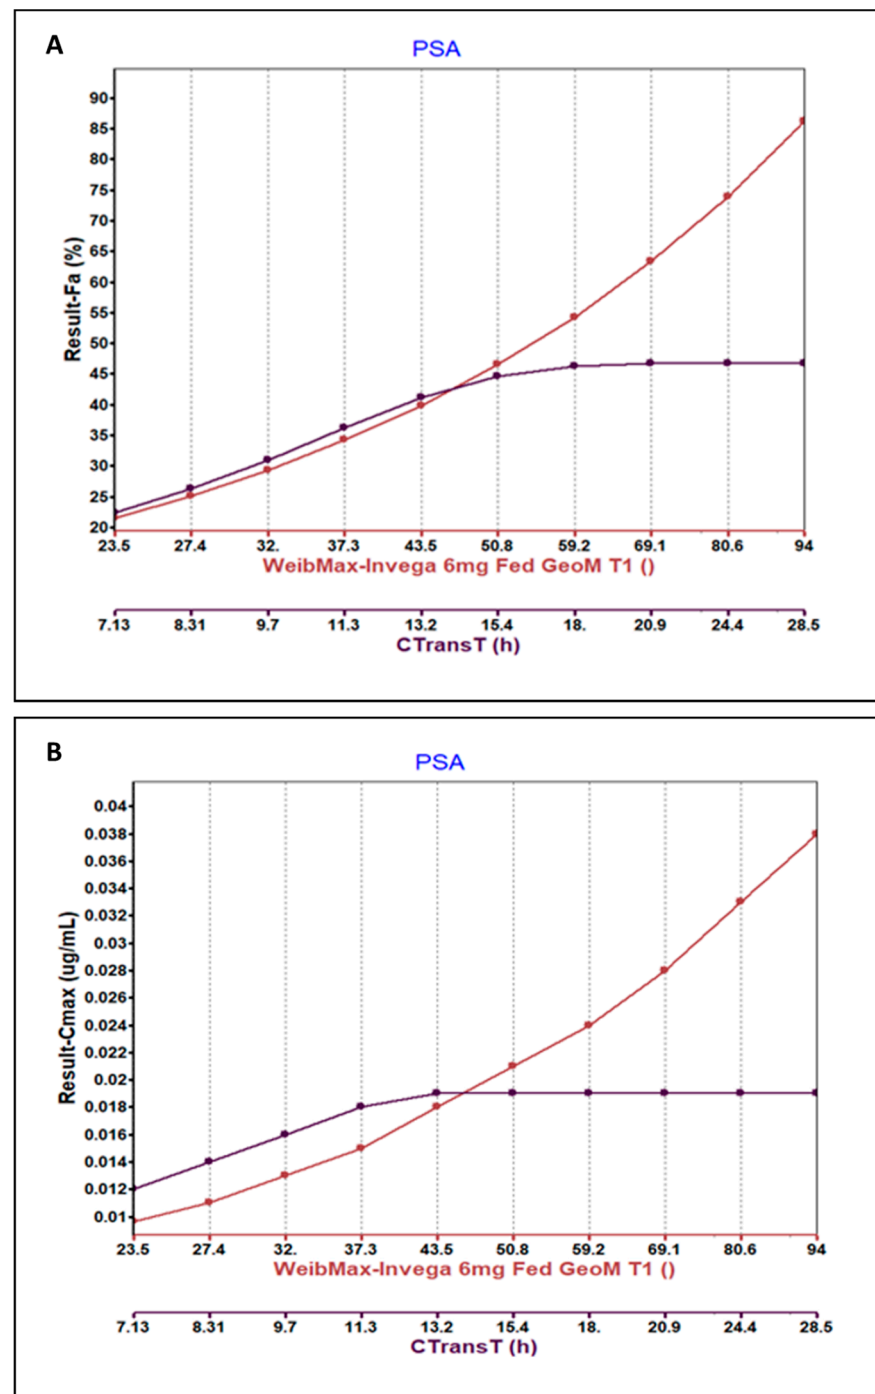 A
PSA
Result-Fa (%)
90
85
80
75
70
65
60
55
50
45
40
35
30
25
20
23.5 27.4 32. 37.3 43.5 50.8 59.2 69.1 80.6 94
WeibMax-Invega 6mg Fed GeoM T1 ()
7.13 8.31 9.7 11.3 13.2 15.4 18. 20.9 24.4 28.5
CTransT (h)
B
PSA
Result-Cmax (ug/mL)
0.04
0.038
0.036
0.034
0.032
0.03
0.028
0.026
0.024
0.022
0.02
0.018
0.016
0.014
0.012
0.01
23.5 27.4 32. 37.3 43.5 50.8 59.2 69.1 80.6 94
WeibMax-Invega 6mg Fed GeoM T1 ()
7.13 8.31 9.7 11.3 13.2 15.4 18. 20.9 24.4 28.5
CTransT (h)